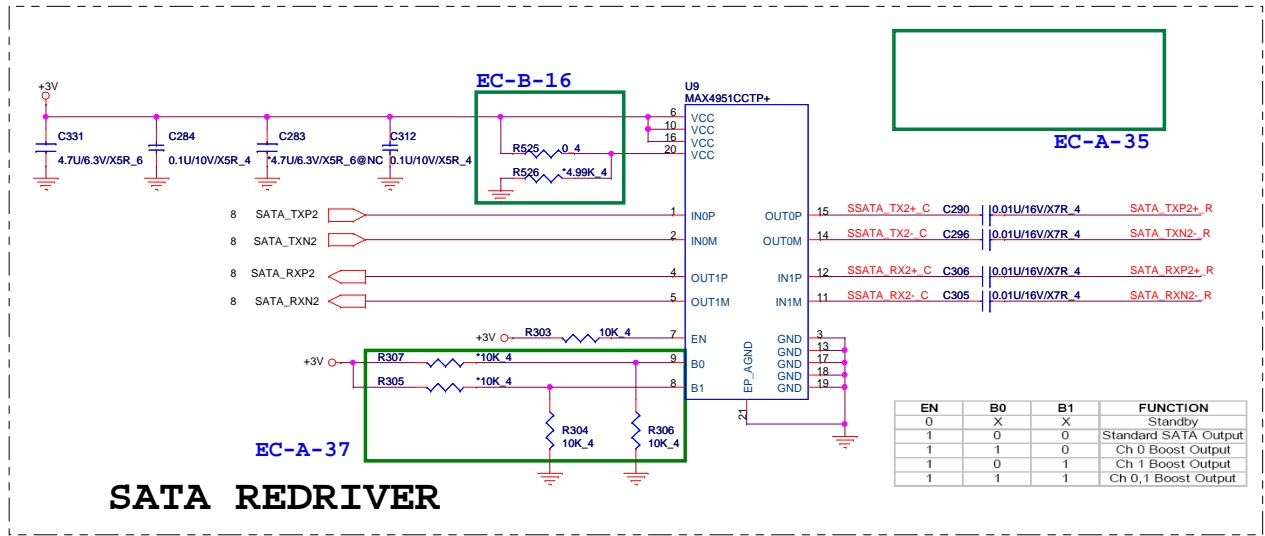 EC-B-16
U9
MAX4951CCTP+
EC-A-35
+3V
C331
4.7U/6.3V/X5R_6
C284
0.1U/10V/X5R_4
C283
*4.7U/6.3V/X5R_6@NC
C312
0.1U/10V/X5R_4
R525
0_4
R526
*4.99K_4
6
10
16
20
VCC
VCC
VCC
VCC
8 SATA_TXP2
1
IN0P
OUT0P
15
SSATA_TX2+_C
C290
0.01U/16V/X7R_4
SATA_TXP2+_R
8 SATA_TXN2
2
IN0M
OUT0M
14
SSATA_TX2-_C
C296
0.01U/16V/X7R_4
SATA_TXN2-_R
8 SATA_RXP2
4
OUT1P
IN1P
12
SSATA_RX2+_C
C306
0.01U/16V/X7R_4
SATA_RXP2+_R
8 SATA_RXN2
5
OUT1M
IN1M
11
SSATA_RX2-_C
C305
0.01U/16V/X7R_4
SATA_RXN2-_R
+3V
R303
10K_4
7
EN
+3V
R307
*10K_4
9
B0
R305
*10K_4
8
B1
R304
10K_4
R306
10K_4
EC-A-37
EP_AGND
21
GND
GND
GND
GND
GND
3
13
17
18
19
EN B0 B1 FUNCTION
0 X X Standby
1 0 0 Standard SATA Output
1 1 0 Ch 0 Boost Output
1 0 1 Ch 1 Boost Output
1 1 1 Ch 0,1 Boost Output
SATA REDRIVER